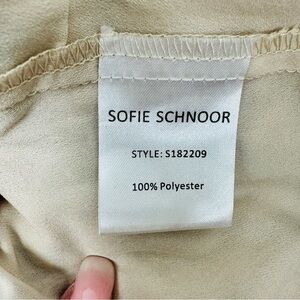 SOFIE SCHNOOR
STYLE: S182209
100% Polyester